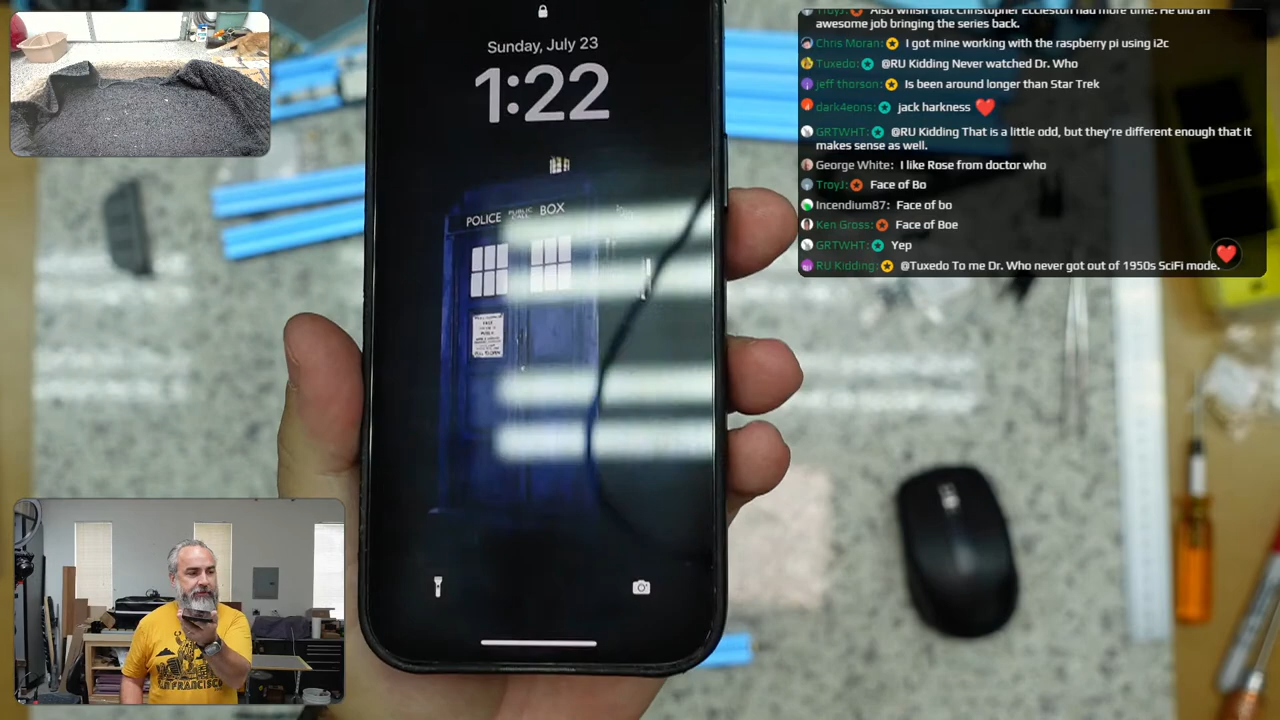 Sunday, July 23
1:22
POLICE PUBLIC CALL BOX
awesome job bringing the series back.
Chris Moran: I got mine working with the raspberry pi using i2c
Tuxedo: @RU Kidding Never watched Dr. Who
jeff thorson: Is been around longer than Star Trek
dark4eons: jack harkness ❤️
GRTWHT: @RU Kidding That is a little odd, but they're different enough that it
makes sense as well.
George White: I like Rose from doctor who
TroyJ: Face of Bo
Incendium87: Face of bo
Ken Gross: Face of Boe
GRTWHT: Yep
RU Kidding: @Tuxedo To me Dr. Who never got out of 1950s SciFi mode.
SAN FRANCISCO